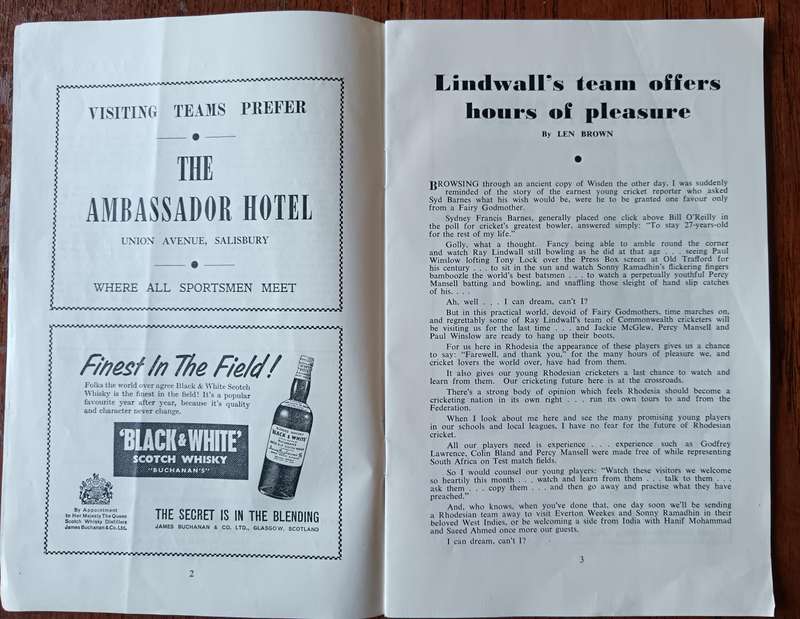 VISITING TEAMS PREFER
THE
AMBASSADOR HOTEL
UNION AVENUE, SALISBURY
WHERE ALL SPORTSMEN MEET
Finest In The Field!
Folks the world over agree Black & White Scotch
Whisky is the finest in the field! It's a popular
favourite year after year, because it's quality
and character never change.
'BLACK & WHITE'
SCOTCH WHISKY
"BUCHANAN'S"
BLACK & WHITE
By Appointment
to Her Majesty The Queen
Scotch Whisky Distillers
James Buchanan & Co. Ltd.
THE SECRET IS IN THE BLENDING
JAMES BUCHANAN & CO. LTD., GLASGOW, SCOTLAND
2
Lindwall's team offers
hours of pleasure
By LEN BROWN
BROWSING through an ancient copy of Wisden the other day, I was suddenly
reminded of the story of the earnest young cricket reporter who asked
Syd Barnes what his wish would be, were he to be granted one favour only
from a Fairy Godmother.
Sydney Francis Barnes, generally placed one click above Bill O'Reilly in
the poll for cricket's greatest bowler, answered simply: "To stay 27-years-old
for the rest of my life."
Golly, what a thought. Fancy being able to amble round the corner
and watch Ray Lindwall still bowling as he did at that age . . . seeing Paul
Winslow lofting Tony Lock over the Press Box screen at Old Trafford for
his century . . . to sit in the sun and watch Sonny Ramadhin's flickering fingers
bamboozle the world's best batsmen . . . to watch a perpetually youthful Percy
Mansell batting and bowling, and snaffling those sleight of hand slip catches
of his. . . .
Ah, well . . . I can dream, can't I?
But in this practical world, devoid of Fairy Godmothers, time marches on,
and regrettably some of Ray Lindwall's team of Commonwealth cricketers will
be visiting us for the last time . . . and Jackie McGlew, Percy Mansell and
Paul Winslow are ready to hang up their boots.
For us here in Rhodesia the appearance of these players gives us a chance
to say: "Farewell, and thank you," for the many hours of pleasure we, and
cricket lovers the world over, have had from them.
It also gives our young Rhodesian cricketers a last chance to watch and
learn from them. Our cricketing future here is at the crossroads.
There's a strong body of opinion which feels Rhodesia should become a
cricketing nation in its own right . . . run its own tours to and from the
Federation.
When I look about me here and see the many promising young players
in our schools and local leagues, I have no fear for the future of Rhodesian
cricket.
All our players need is experience . . . experience such as Godfrey
Lawrence, Colin Bland and Percy Mansell were made free of while representing
South Africa on Test match fields.
So I would counsel our young players: "Watch these visitors we welcome
so heartily this month . . . watch and learn from them . . . talk to them . . .
ask them . . . copy them . . . and then go away and practise what they have
preached."
And, who knows, when you've done that, one day soon we'll be sending
a Rhodesian team away to visit Everton Weekes and Sonny Ramadhin in their
beloved West Indies, or be welcoming a side from India with Hanif Mohommad
and Saeed Ahmed once more our guests.
I can dream, can't I?
3